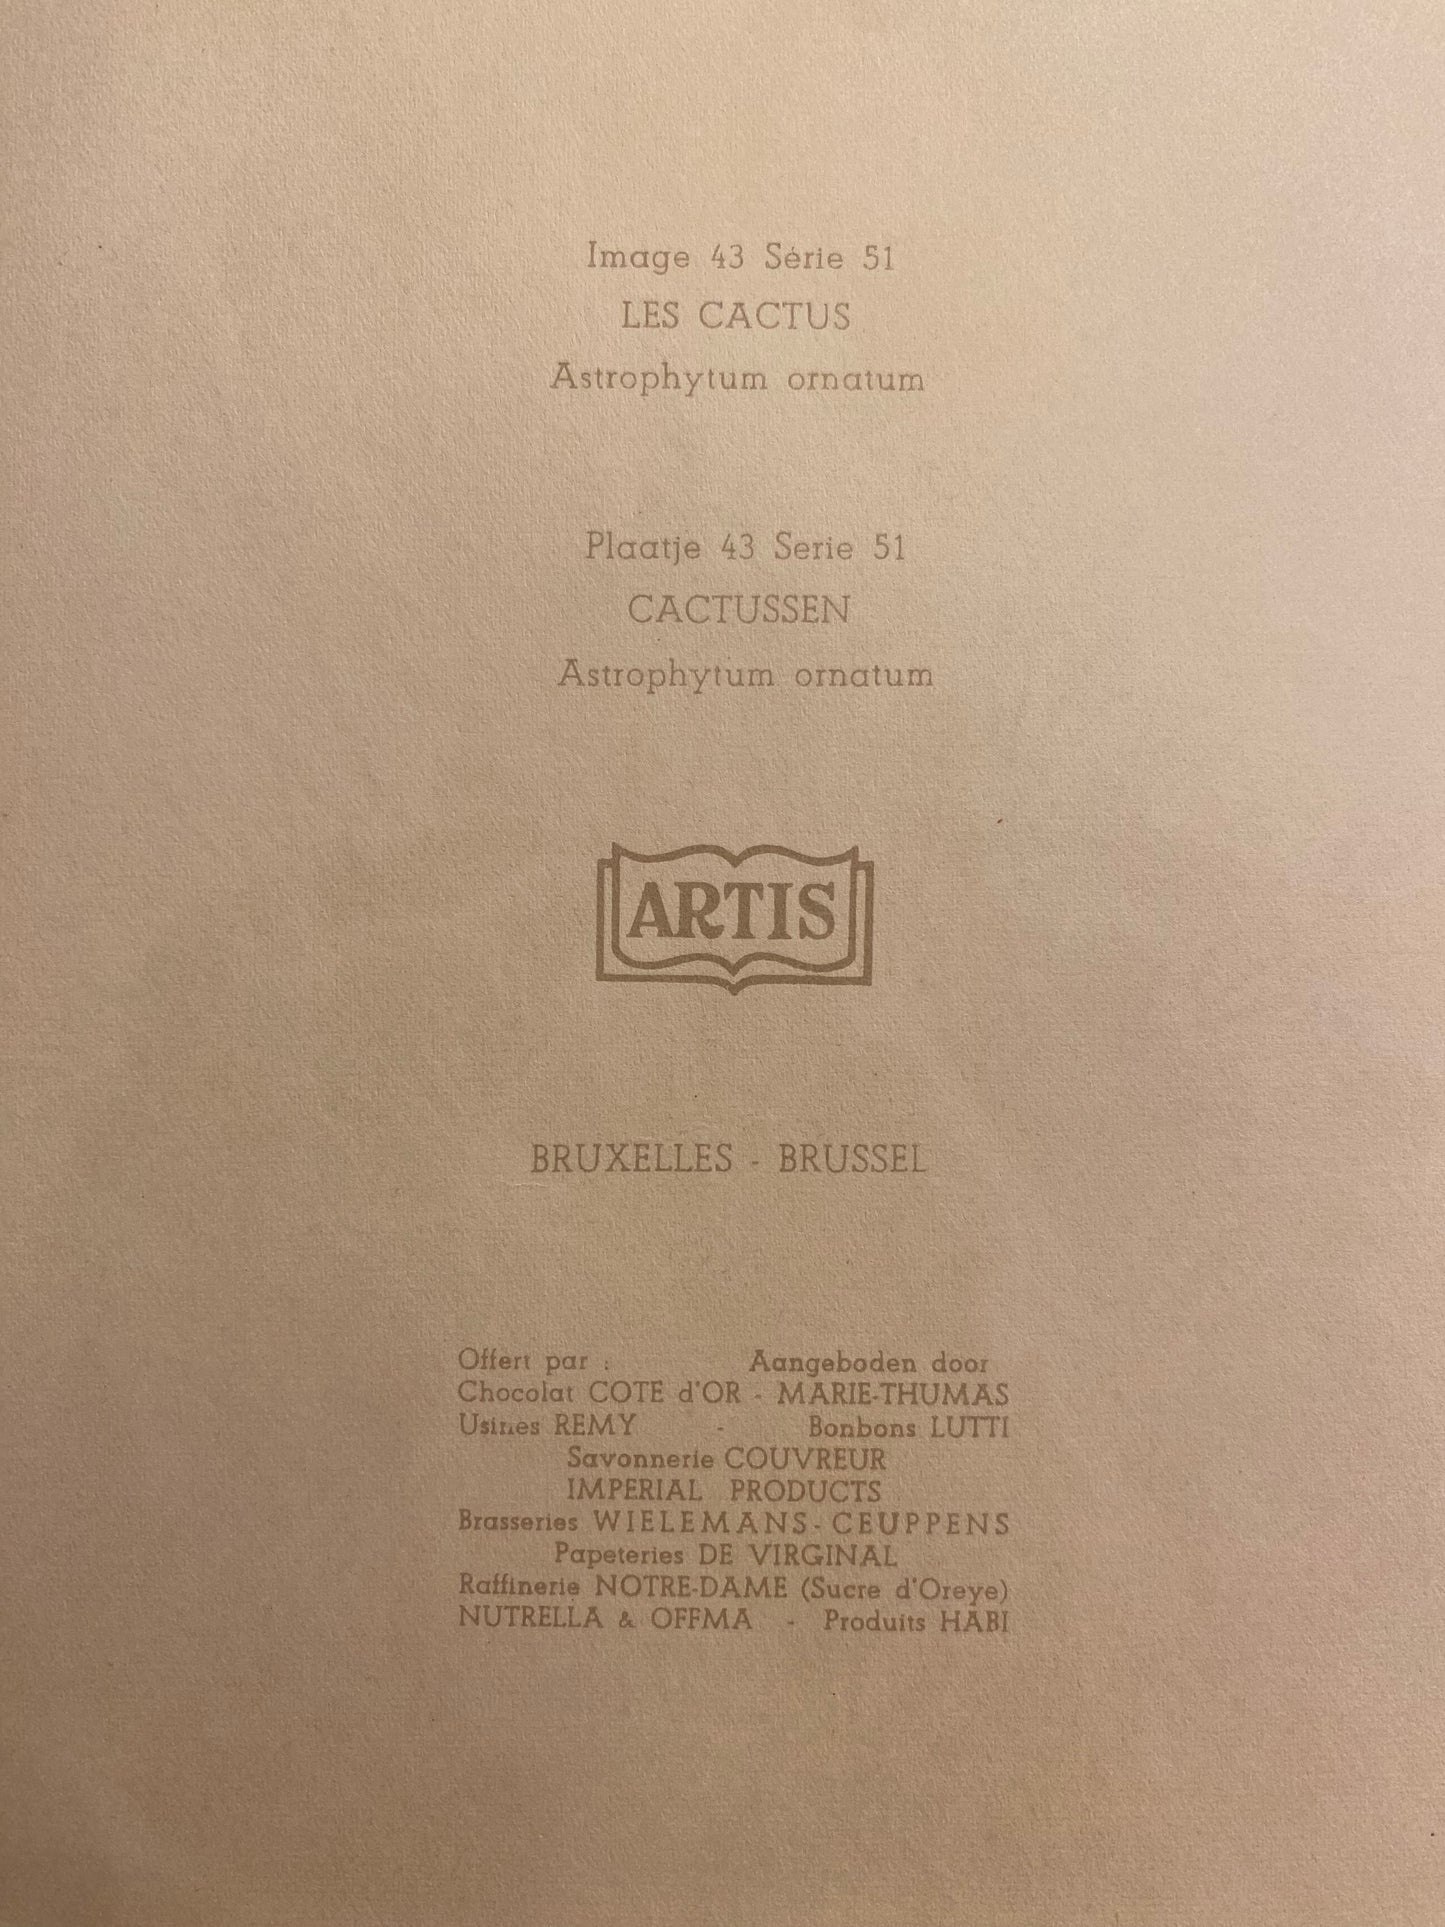 Image 43 Série 51
LES CACTUS
Astrophytum ornatum
Plaatje 43 Serie 51
CACTUSSEN
Astrophytum ornatum
ARTIS
BRUXELLES - BRUSSEL
Offert par : Aangeboden door
Chocolat COTE d'OR - MARIE-THUMAS
Usines REMY - Bonbons LUTTI
Savonnerie COUVREUR
IMPERIAL PRODUCTS
Brasseries WIELEMANS-CEUPPENS
Papeteries DE VIRGINAL
Raffinerie NOTRE-DAME (Sucre d'Oreye)
NUTRELLA & OFFMA - Produits HABI